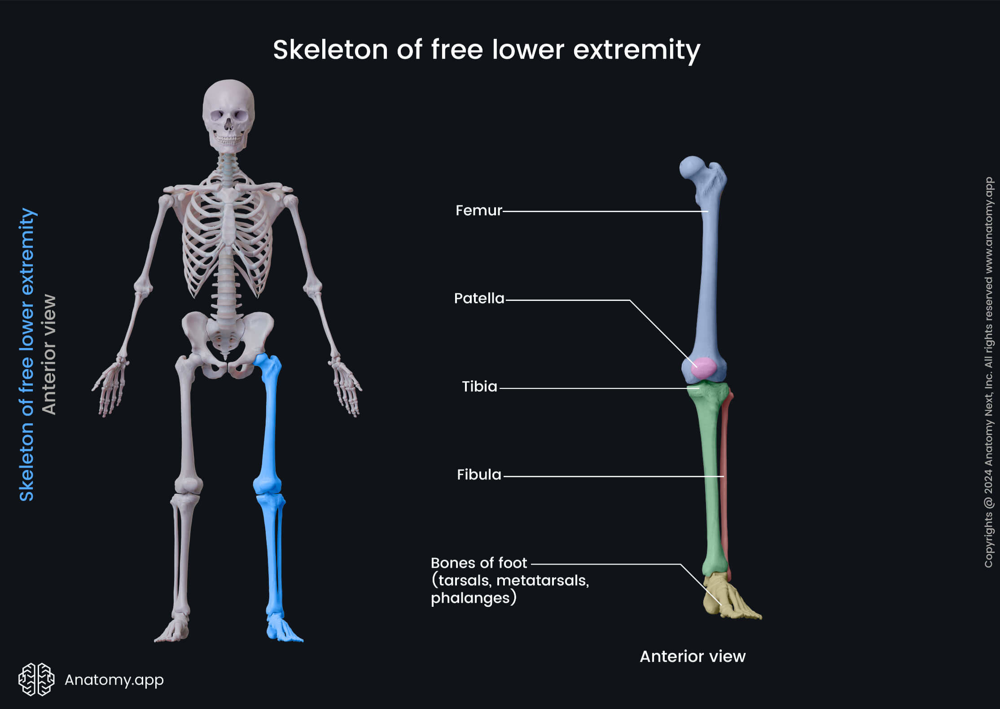 Skeleton of free lower extremity
Skeleton of free lower extremity
Anterior view
Femur
Patella
Tibia
Fibula
Bones of foot
(tarsals, metatarsals,
phalanges)
Anterior view
Anatomy.app
Copyrights @ 2024 Anatomy Next, Inc. All rights reserved www.anatomy.app